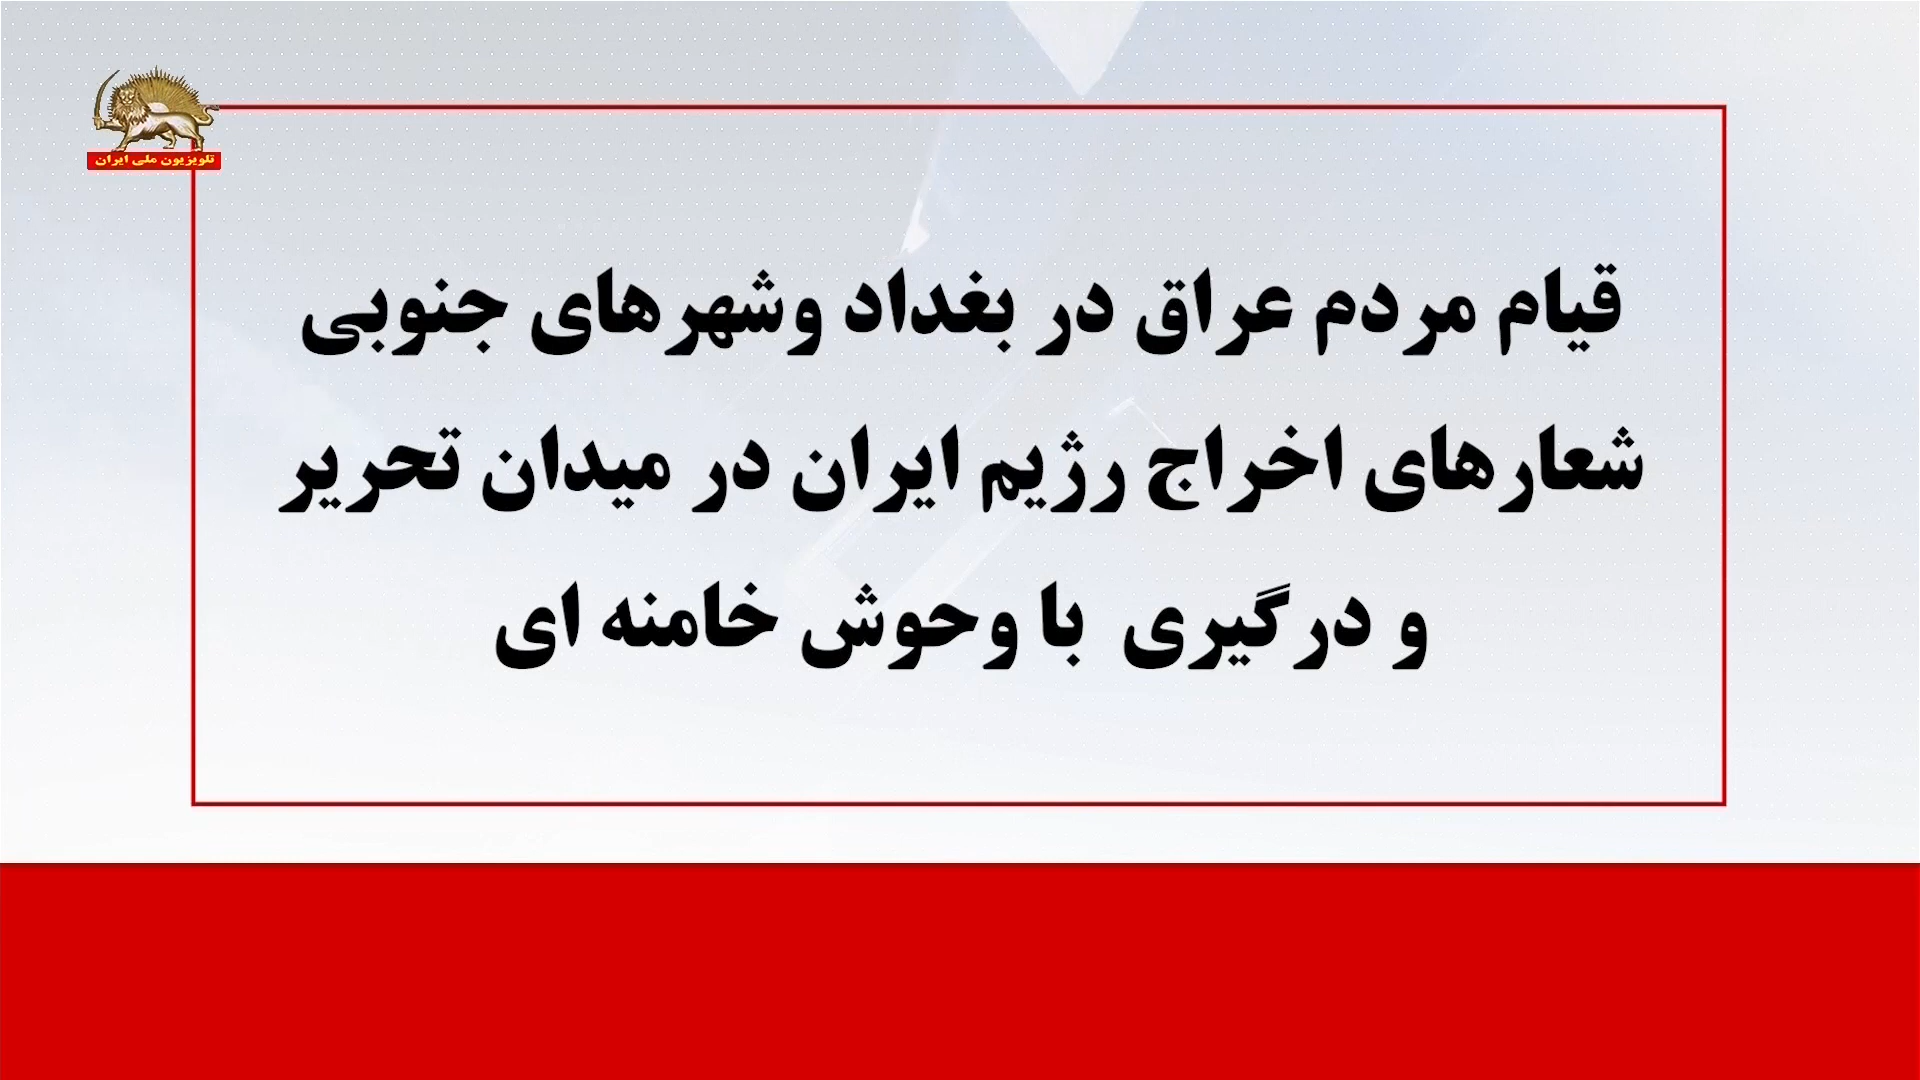 تلویزیون ملی ایران
قیام مردم عراق در بغداد وشهرهای جنوبی
شعارهای اخراج رژیم ایران در میدان تحریر
و درگیری با وحوش خامنه ای